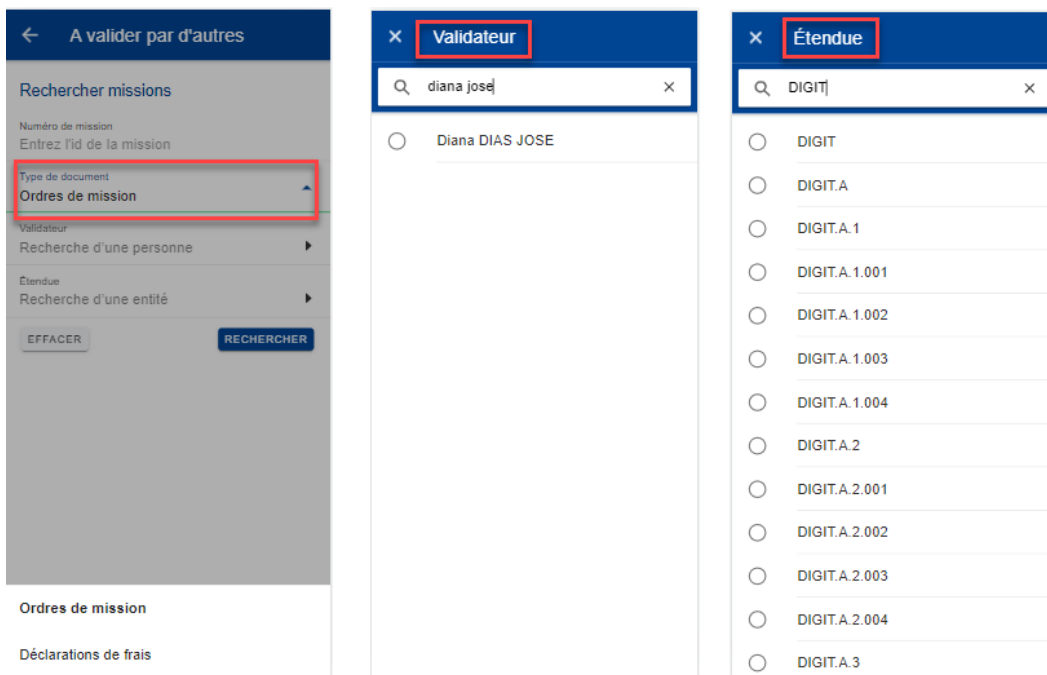 A valider par d'autres
Rechercher missions
Numéro de mission
Entrez l'id de la mission
Type de document
Ordres de mission
Validateur
Recherche d'une personne
Étendue
Recherche d'une entité
EFFACER
RECHERCHER
Ordres de mission
Déclarations de frais
Validateur
diana jose
Diana DIAS JOSE
Étendue
DIGIT
DIGIT
DIGIT.A
DIGIT.A.1
DIGIT.A.1.001
DIGIT.A.1.002
DIGIT.A.1.003
DIGIT.A.1.004
DIGIT.A.2
DIGIT.A.2.001
DIGIT.A.2.002
DIGIT.A.2.003
DIGIT.A.2.004
DIGIT.A.3